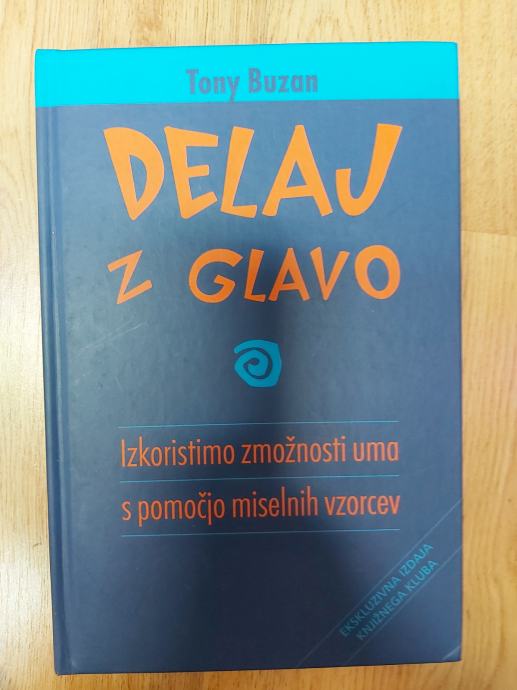 Tony Buzan
DELAJ
Z GLAVO
Izkoristimo zmožnosti uma
s pomočjo miselnih vzorcev
EKSKLUZIVNA IZDAJA
KNJIŽNEGA KLUBA